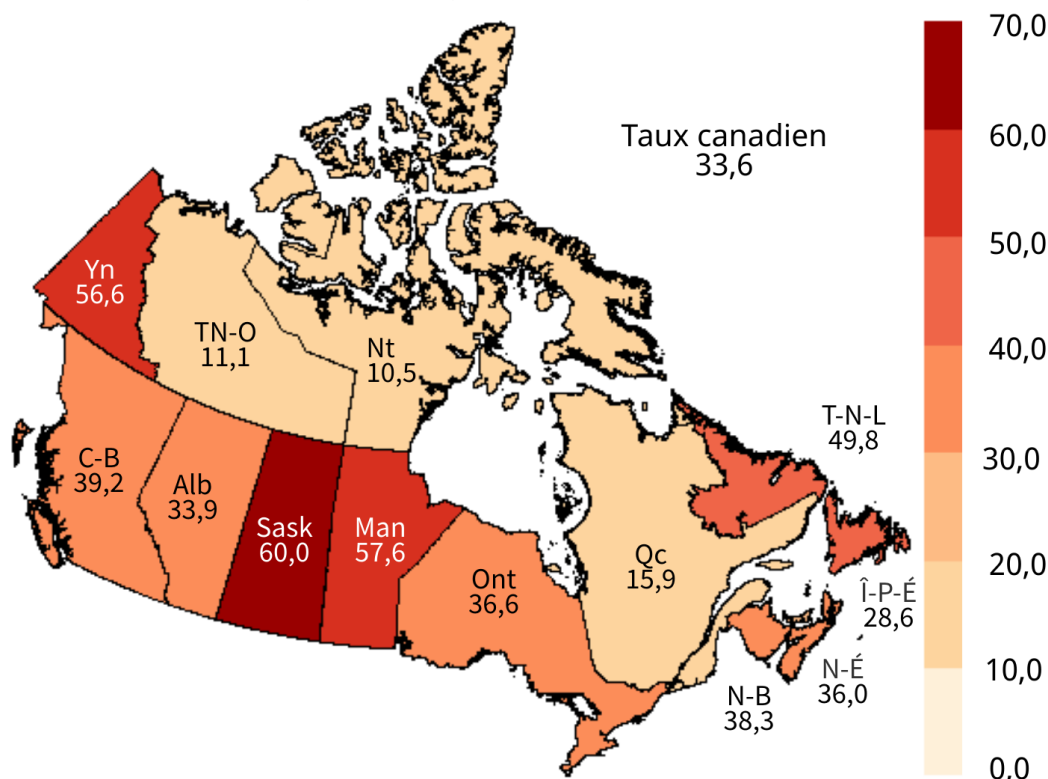 Taux canadien
33,6
Yn
56,6
TN-O
11,1
Nt
10,5
C-B
39,2
Alb
33,9
Sask
60,0
Man
57,6
Ont
36,6
Qc
15,9
T-N-L
49,8
Î-P-É
28,6
N-É
36,0
N-B
38,3
70,0
60,0
50,0
40,0
30,0
20,0
10,0
0,0